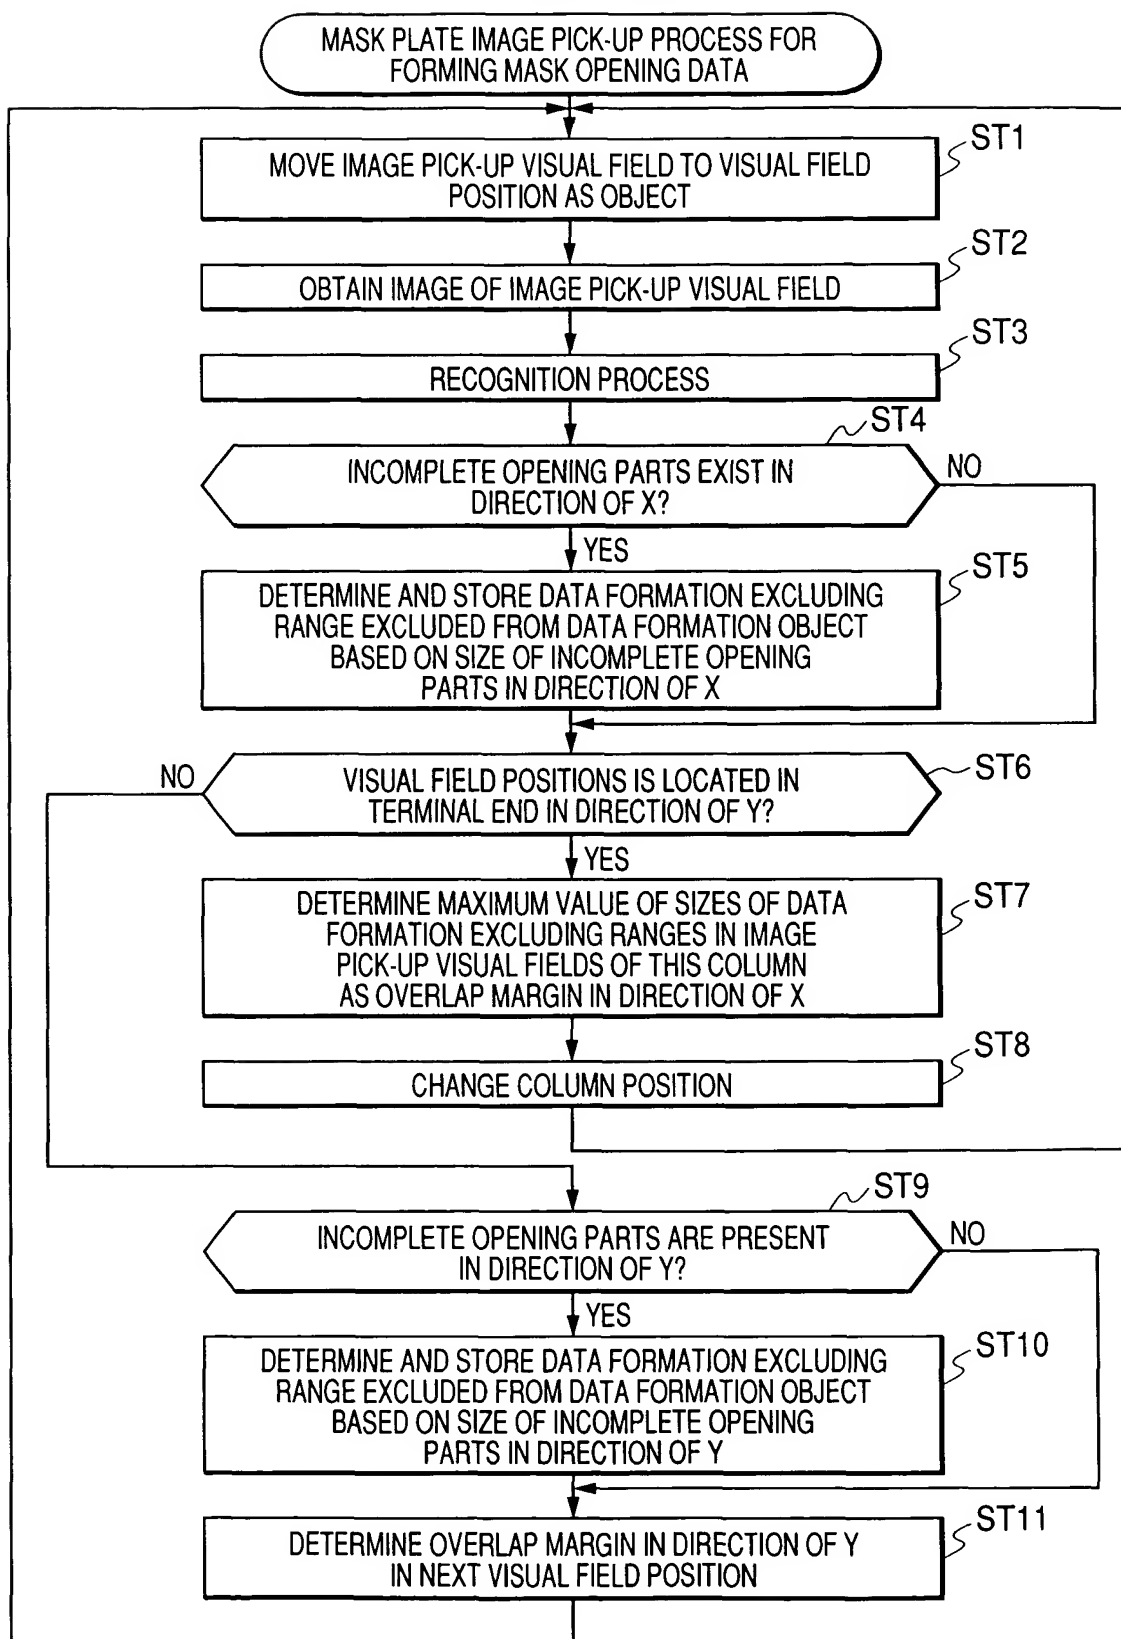 MASK PLATE IMAGE PICK-UP PROCESS FOR
FORMING MASK OPENING DATA
ST1
MOVE IMAGE PICK-UP VISUAL FIELD TO VISUAL FIELD
POSITION AS OBJECT
ST2
OBTAIN IMAGE OF IMAGE PICK-UP VISUAL FIELD
ST3
RECOGNITION PROCESS
ST4
INCOMPLETE OPENING PARTS EXIST IN
DIRECTION OF X?
NO
YES
ST5
DETERMINE AND STORE DATA FORMATION EXCLUDING
RANGE EXCLUDED FROM DATA FORMATION OBJECT
BASED ON SIZE OF INCOMPLETE OPENING
PARTS IN DIRECTION OF X
NO
ST6
VISUAL FIELD POSITIONS IS LOCATED IN
TERMINAL END IN DIRECTION OF Y?
YES
ST7
DETERMINE MAXIMUM VALUE OF SIZES OF DATA
FORMATION EXCLUDING RANGES IN IMAGE
PICK-UP VISUAL FIELDS OF THIS COLUMN
AS OVERLAP MARGIN IN DIRECTION OF X
ST8
CHANGE COLUMN POSITION
ST9
INCOMPLETE OPENING PARTS ARE PRESENT
IN DIRECTION OF Y?
NO
YES
ST10
DETERMINE AND STORE DATA FORMATION EXCLUDING
RANGE EXCLUDED FROM DATA FORMATION OBJECT
BASED ON SIZE OF INCOMPLETE OPENING
PARTS IN DIRECTION OF Y
ST11
DETERMINE OVERLAP MARGIN IN DIRECTION OF Y
IN NEXT VISUAL FIELD POSITION